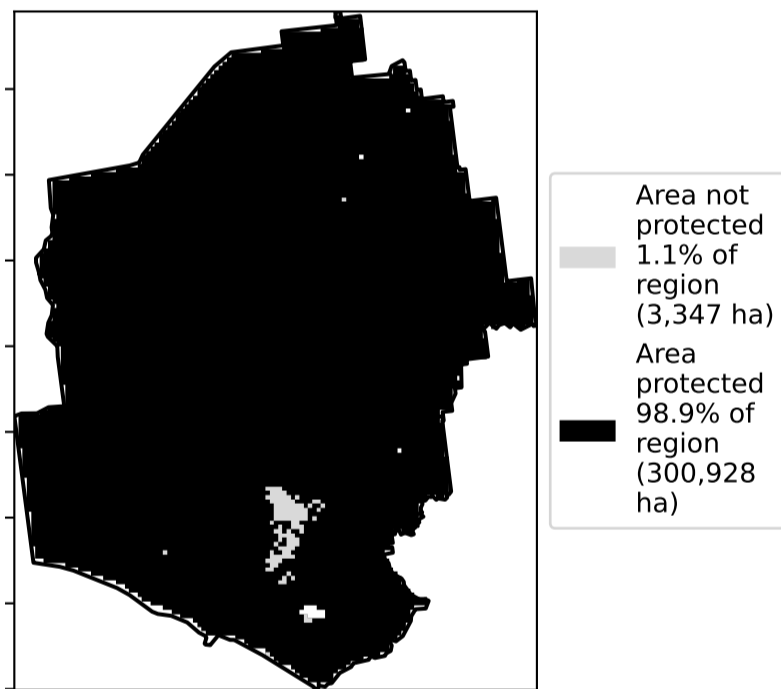 Area not
protected
1.1% of
region
(3,347 ha)
Area
protected
98.9% of
region
(300,928
ha)